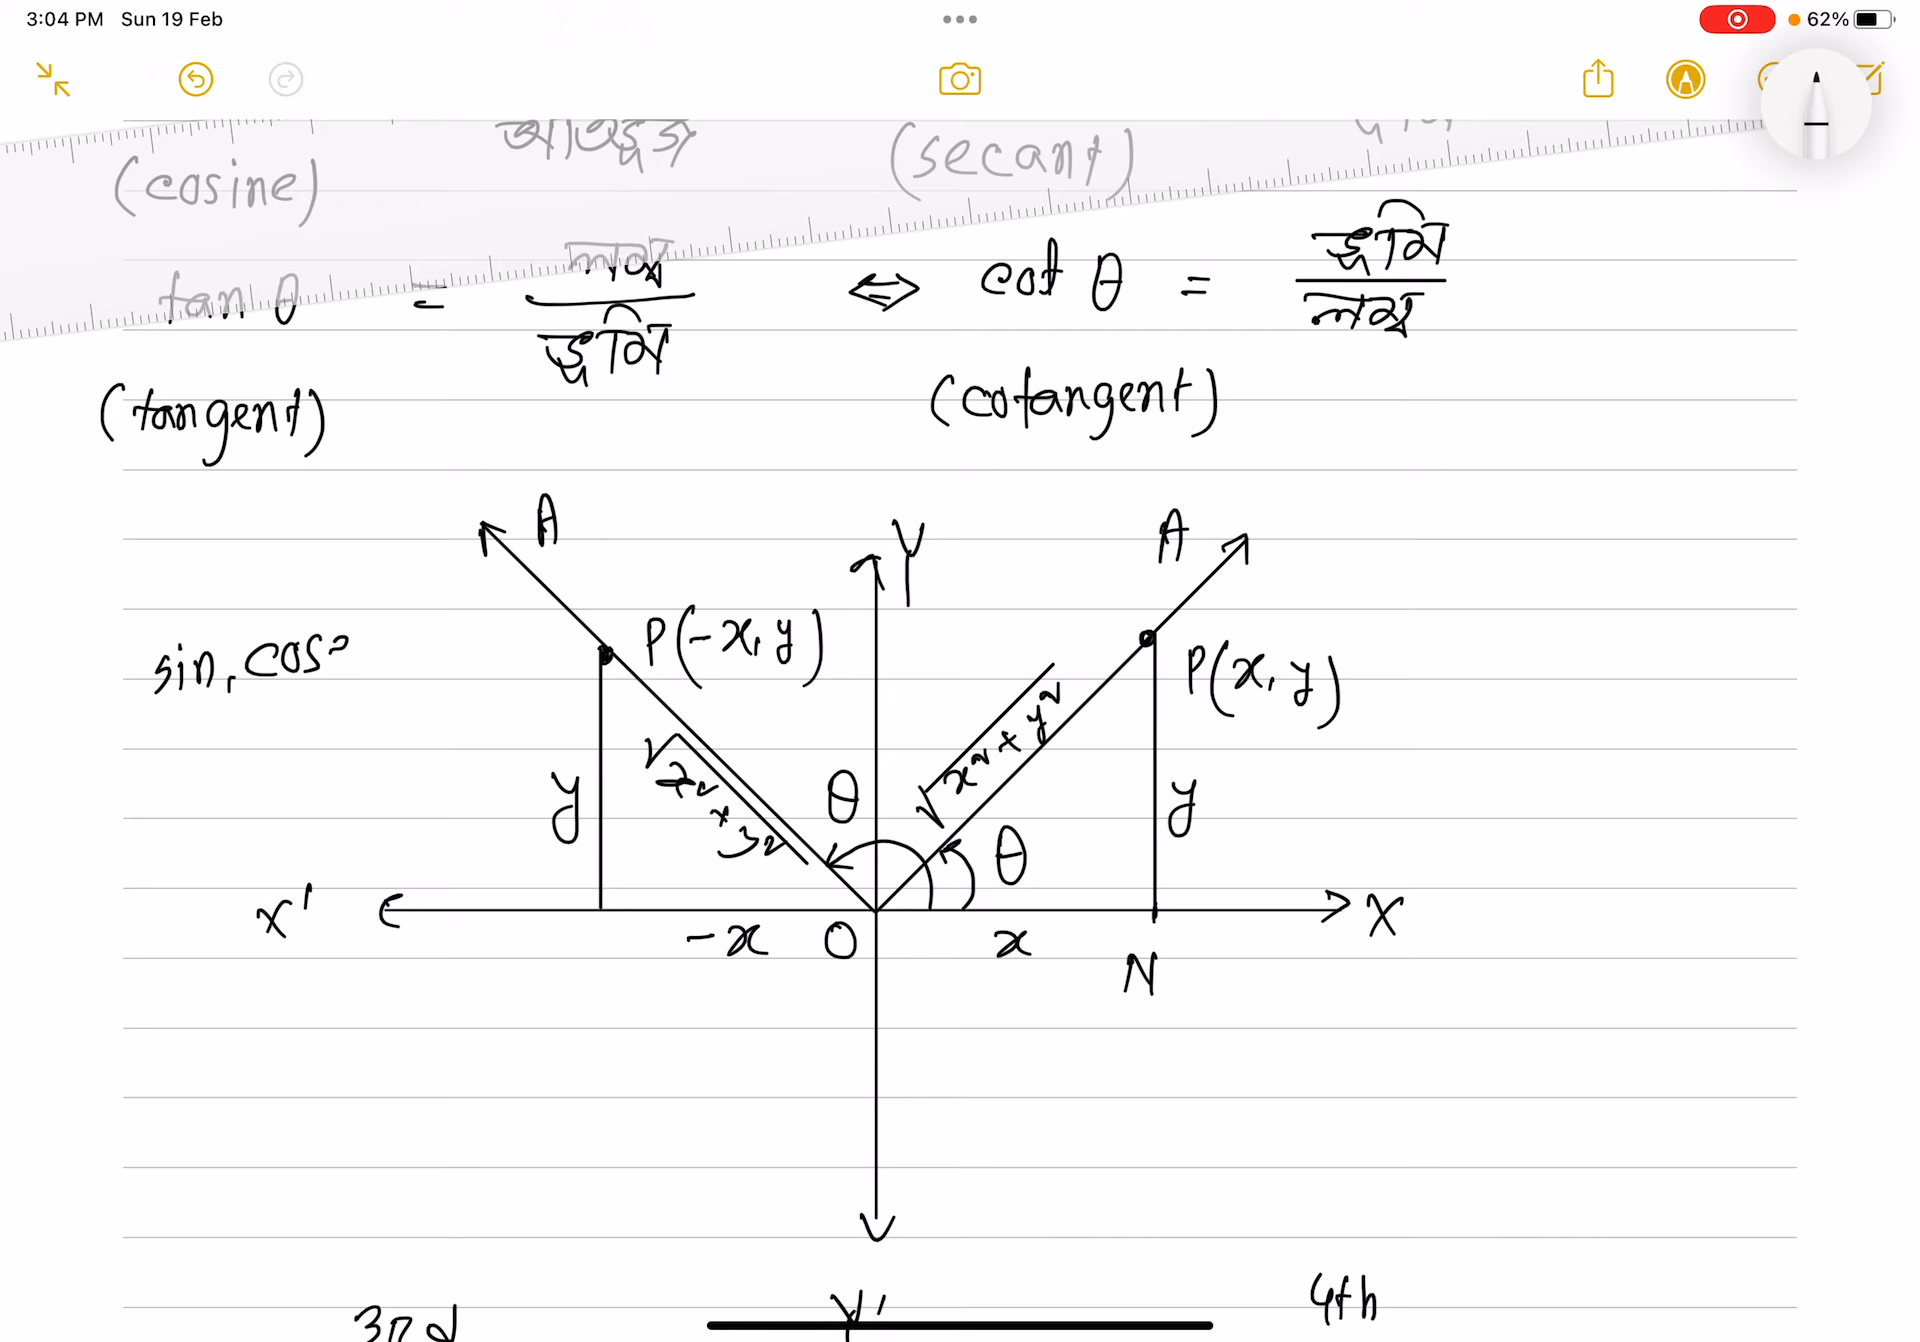 3:04 PM Sun 19 Feb
62%
(cosine)
(secant)
tan θ = লম্ব / ভূমি ⇔ cot θ = ভূমি / লম্ব
(tangent)
(cotangent)
A
Y
A
P(-x, y)
P(x, y)
sin, cos
y
√x² + y²
θ
√x² + y²
θ
y
x'
-x
O
x
X
N
Y'
3rd
4th